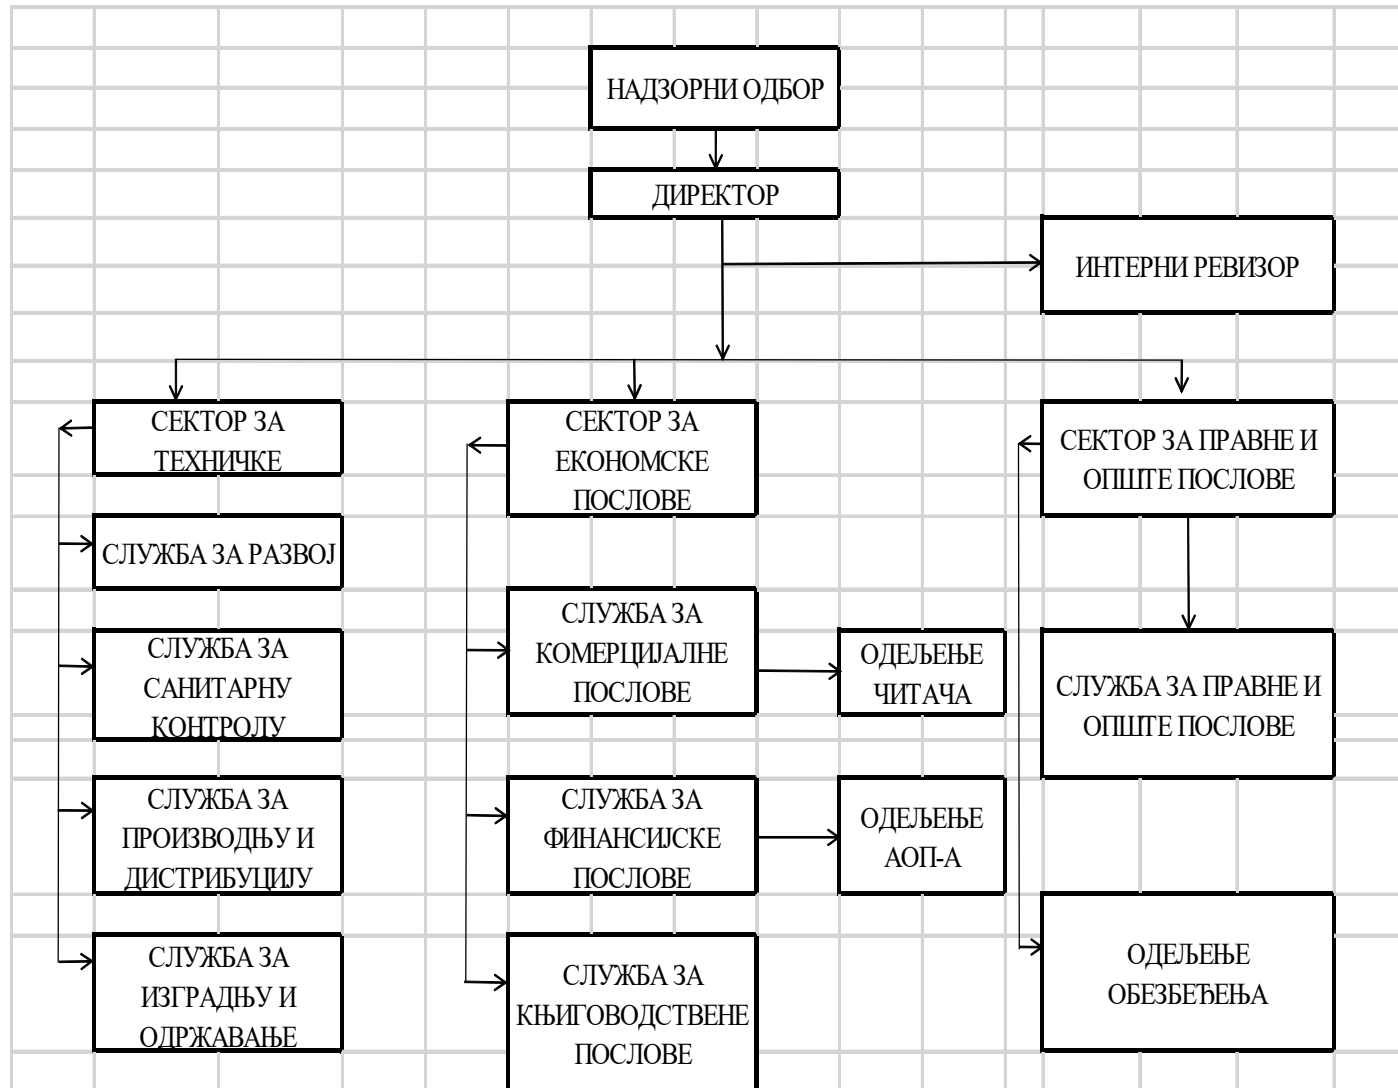 НАДЗОРНИ ОДБОР
ДИРЕКТОР
ИНТЕРНИ РЕВИЗОР
СЕКТОР ЗА
ТЕХНИЧКЕ
СЛУЖБА ЗА РАЗВОЈ
СЛУЖБА ЗА
САНИТАРНУ
КОНТРОЛУ
СЛУЖБА ЗА
ПРОИЗВОДЊУ И
ДИСТРИБУЦИЈУ
СЛУЖБА ЗА
ИЗГРАДЊУ И
ОДРЖАВАЊЕ
СЕКТОР ЗА
ЕКОНОМСКЕ
ПОСЛОВЕ
СЛУЖБА ЗА
КОМЕРЦИЈАЛНЕ
ПОСЛОВЕ
ОДЕЉЕЊЕ
ЧИТАЧА
СЛУЖБА ЗА
ФИНАНСИЈСКЕ
ПОСЛОВЕ
ОДЕЉЕЊЕ
АОП-А
СЛУЖБА ЗА
КЊИГОВОДСТВЕНЕ
ПОСЛОВЕ
СЕКТОР ЗА ПРАВНЕ И
ОПШТЕ ПОСЛОВЕ
СЛУЖБА ЗА ПРАВНЕ И
ОПШТЕ ПОСЛОВЕ
ОДЕЉЕЊЕ
ОБЕЗБЕЂЕЊА